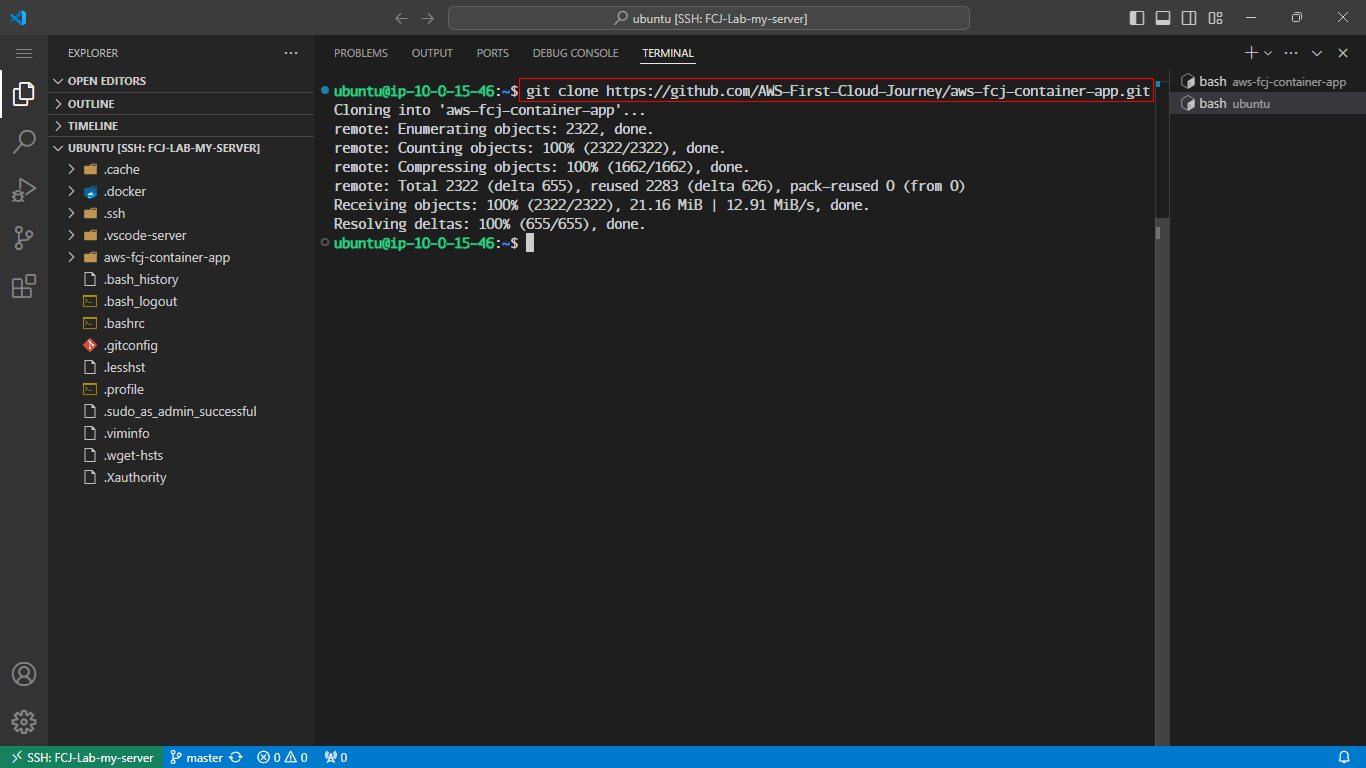 ubuntu [SSH: FCJ-Lab-my-server]
EXPLORER
PROBLEMS OUTPUT PORTS DEBUG CONSOLE TERMINAL
OPEN EDITORS
OUTLINE
TIMELINE
UBUNTU [SSH: FCJ-LAB-MY-SERVER]
.cache
.docker
.ssh
.vscode-server
aws-fcj-container-app
.bash_history
.bash_logout
.bashrc
.gitconfig
.lesshst
.profile
.sudo_as_admin_successful
.viminfo
.wget-hsts
.Xauthority
ubuntu@ip-10-0-15-46:~$ git clone https://github.com/AWS-First-Cloud-Journey/aws-fcj-container-app.git
Cloning into 'aws-fcj-container-app'...
remote: Enumerating objects: 2322, done.
remote: Counting objects: 100% (2322/2322), done.
remote: Compressing objects: 100% (1662/1662), done.
remote: Total 2322 (delta 655), reused 2283 (delta 626), pack-reused 0 (from 0)
Receiving objects: 100% (2322/2322), 21.16 MiB | 12.91 MiB/s, done.
Resolving deltas: 100% (655/655), done.
ubuntu@ip-10-0-15-46:~$
bash aws-fcj-container-app
bash ubuntu
SSH: FCJ-Lab-my-server master 0 0 0